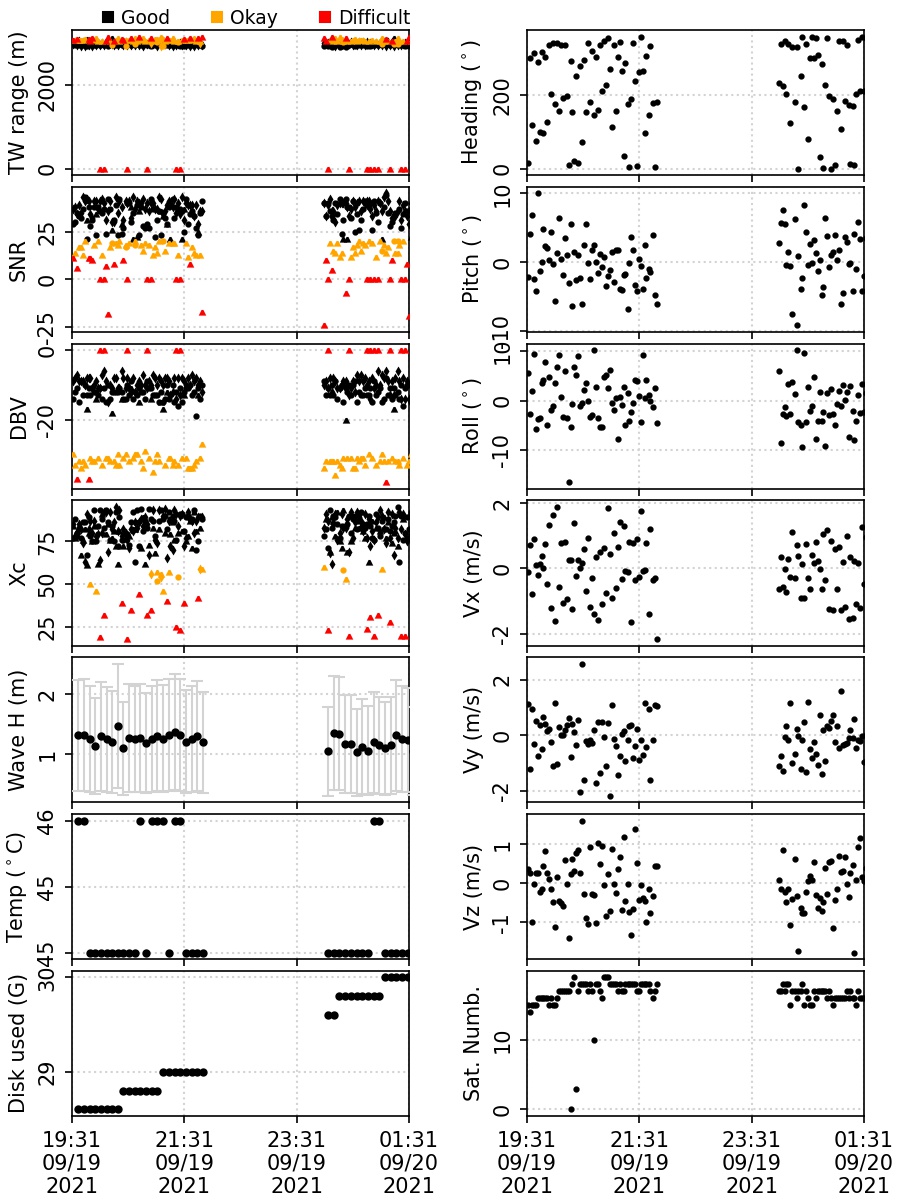 Good
Okay
Difficult
TW range (m)
2000
0
Heading (°)
200
0
SNR
25
0
-25
Pitch (°)
10
0
-10
DBV
0
-20
Roll (°)
10
0
-10
Xc
75
50
25
Vx (m/s)
2
0
-2
Wave H (m)
2
1
Vy (m/s)
2
0
-2
Temp (°C)
46
45
45
Vz (m/s)
1
0
-1
Disk used (G)
30
29
Sat. Numb.
10
0
19:31 21:31 23:31 01:31
09/19 09/19 09/19 09/20
2021 2021 2021 2021
19:31 21:31 23:31 01:31
09/19 09/19 09/19 09/20
2021 2021 2021 2021